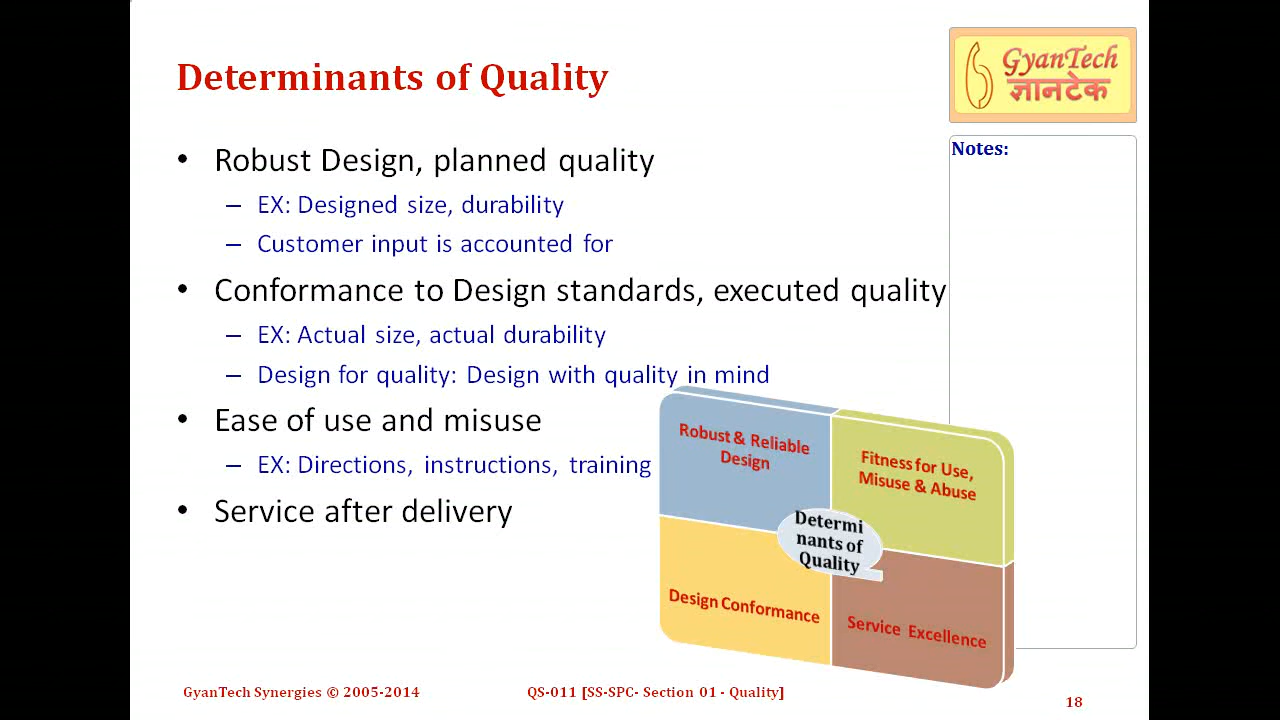 Determinants of Quality
GyanTech
ज्ञानटेक
Notes:
• Robust Design, planned quality
– EX: Designed size, durability
– Customer input is accounted for
• Conformance to Design standards, executed quality
– EX: Actual size, actual durability
– Design for quality: Design with quality in mind
• Ease of use and misuse
– EX: Directions, instructions, training
• Service after delivery
Robust & Reliable
Design
Fitness for Use,
Misuse & Abuse
Determi
nants of
Quality
Design Conformance
Service Excellence
GyanTech Synergies © 2005-2014
QS-011 [SS-SPC- Section 01 - Quality]
18